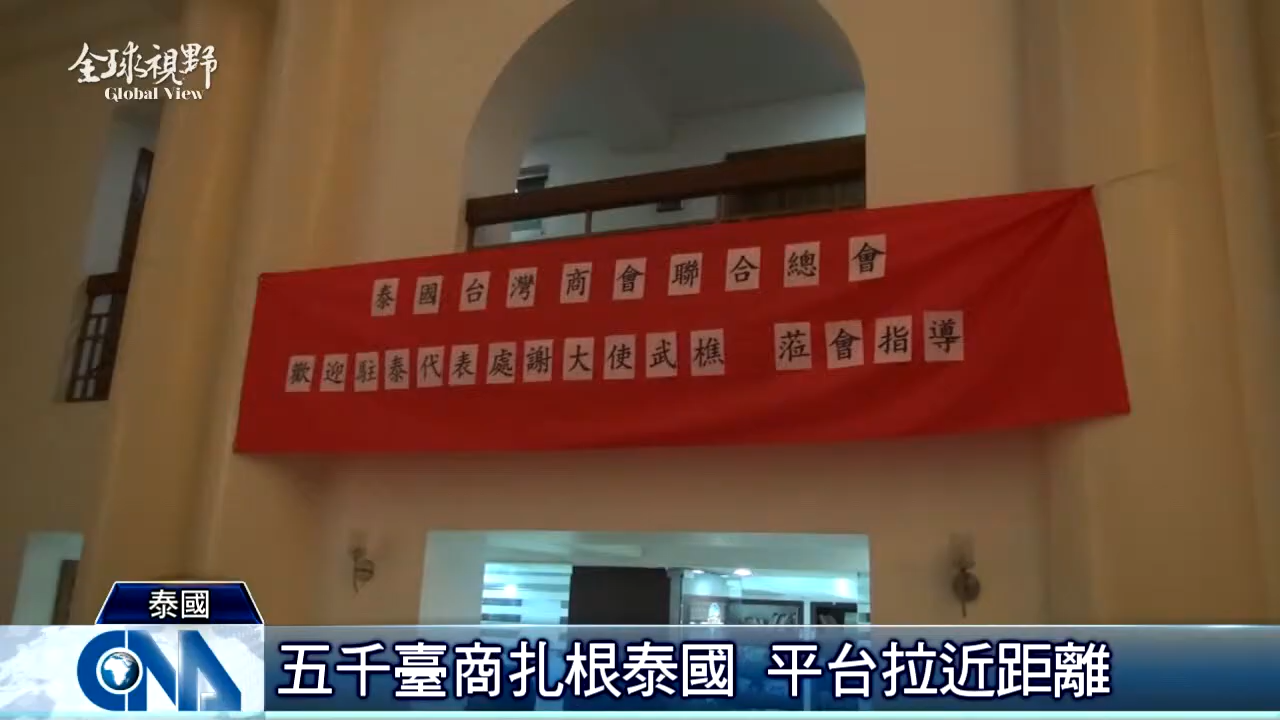 全球視野
Global View
泰國台灣商會聯合總會
歡迎駐泰代表處謝大使武樵 蒞會指導
泰國
CNA
五千臺商扎根泰國 平台拉近距離